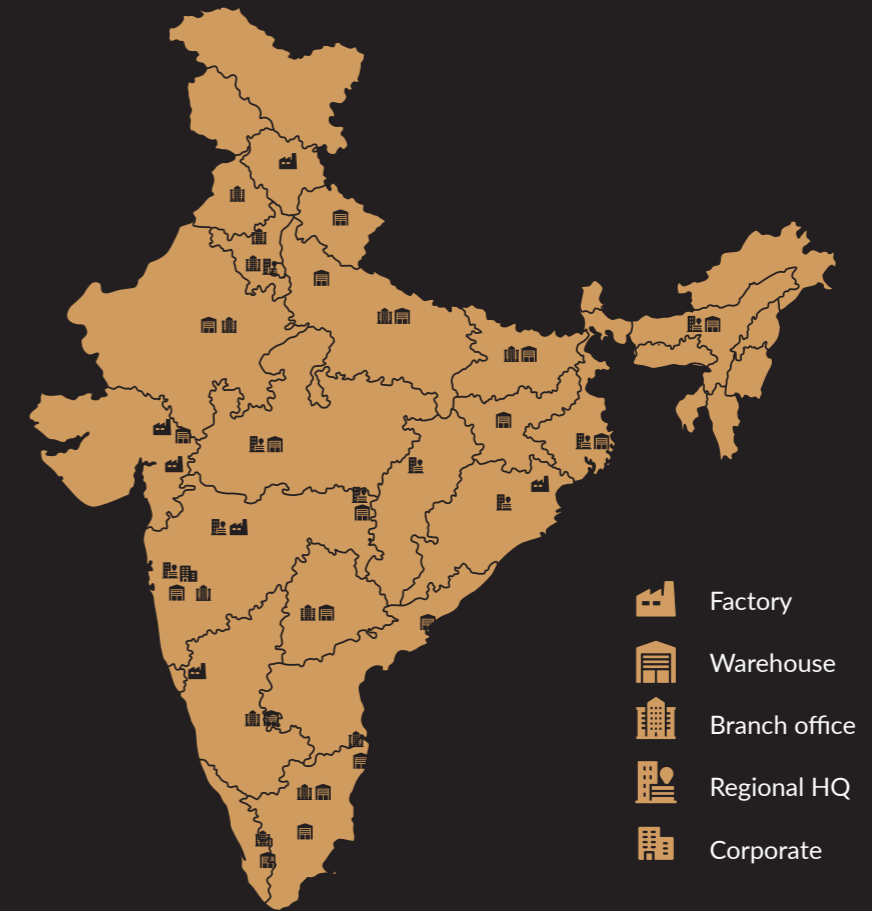 Factory
Warehouse
Branch office
Regional HQ
Corporate